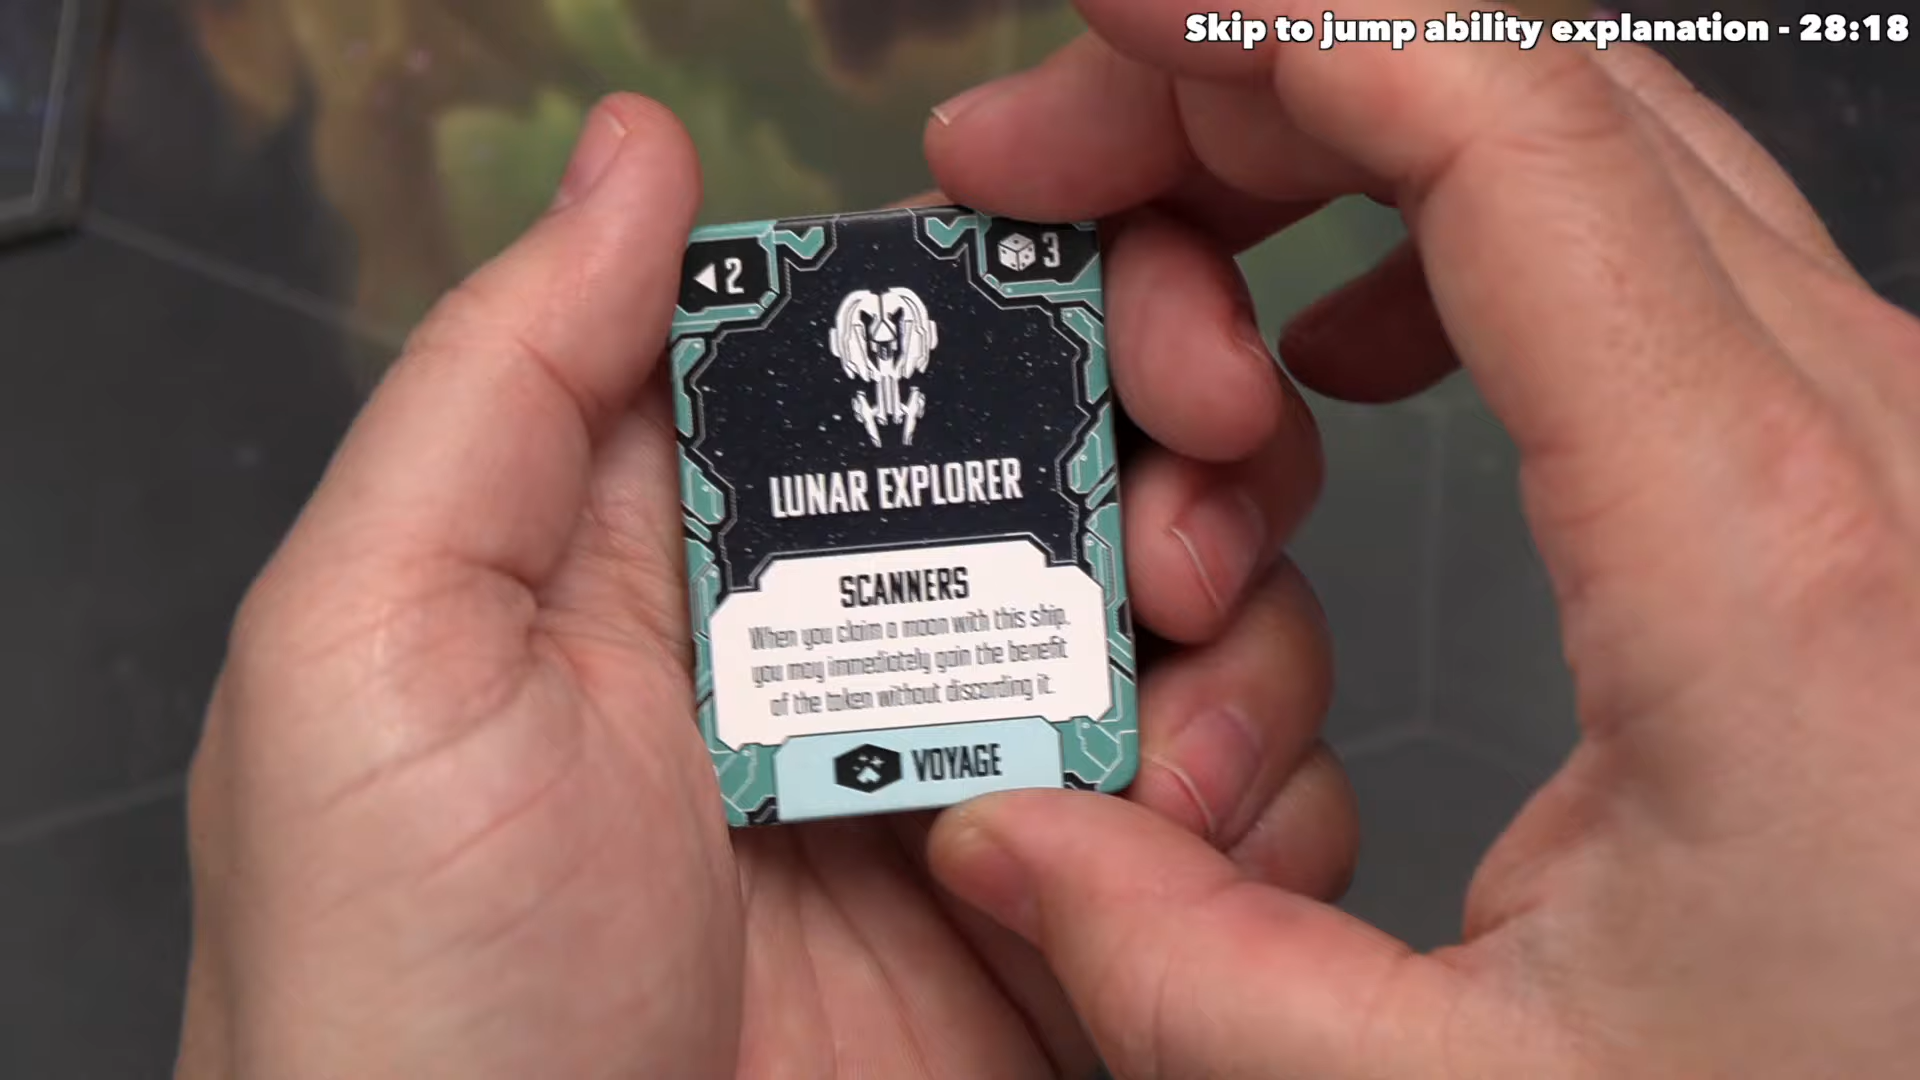 Skip to jump ability explanation - 28:18
2
3
LUNAR EXPLORER
SCANNERS
When you claim a moon with this ship,
you may immediately gain the benefit
of the token without discarding it.
VOYAGE